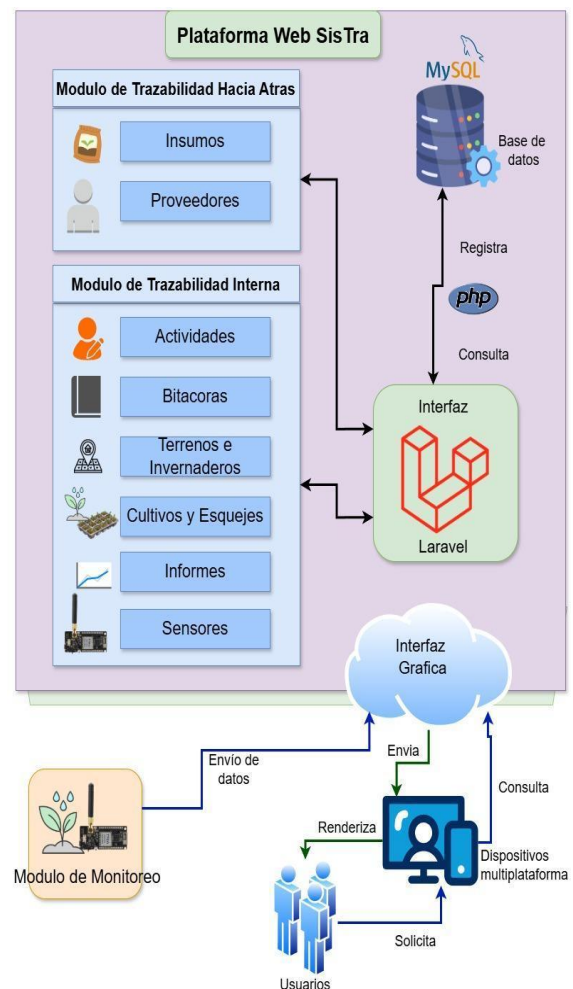 Plataforma Web SisTra
MySQL
Base de
datos
Modulo de Trazabilidad Hacia Atras
Insumos
Proveedores
Registra
php
Consulta
Modulo de Trazabilidad Interna
Actividades
Bitacoras
Terrenos e
Invernaderos
Cultivos y Esquejes
Informes
Sensores
Interfaz
Laravel
Interfaz
Grafica
Envío de
datos
Envia
Consulta
Renderiza
Dispositivos
multiplataforma
Modulo de Monitoreo
Solicita
Usuarios